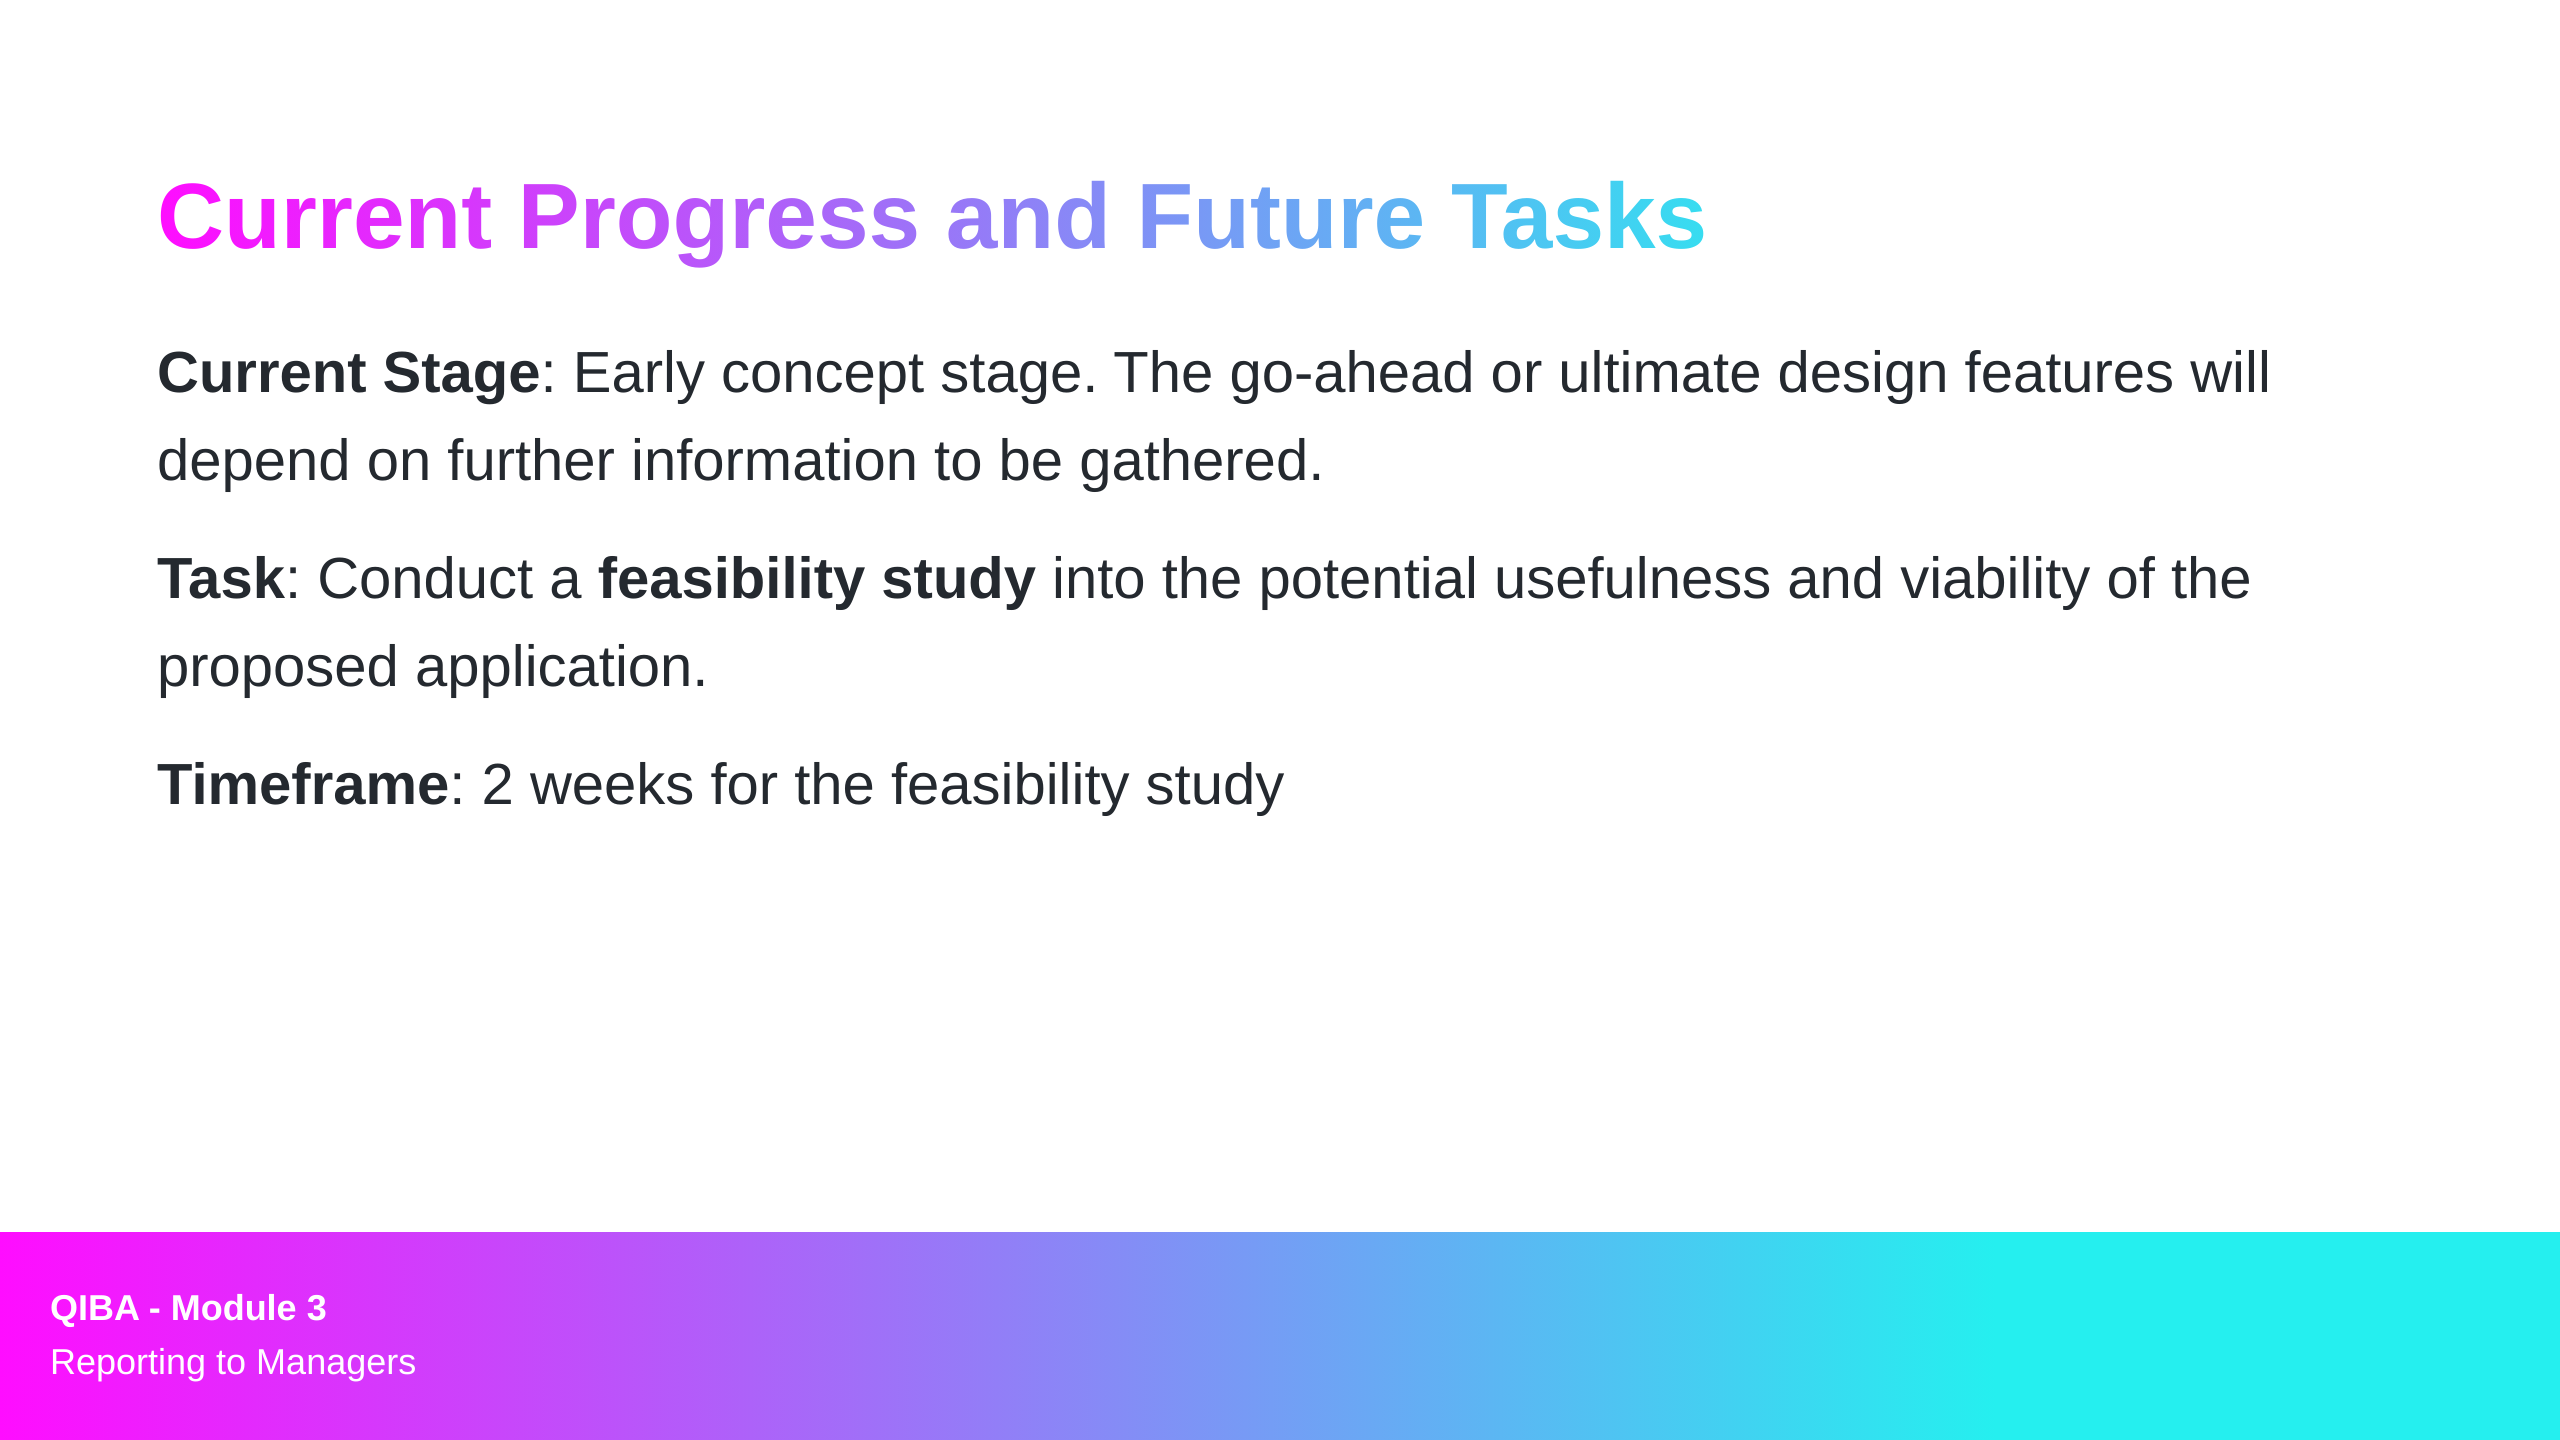 Current Progress and Future Tasks
Current Stage: Early concept stage. The go-ahead or ultimate design features will
depend on further information to be gathered.
Task: Conduct a feasibility study into the potential usefulness and viability of the
proposed application.
Timeframe: 2 weeks for the feasibility study
QIBA - Module 3
Reporting to Managers